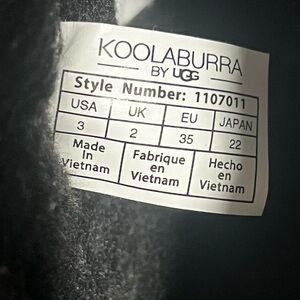 KOOLABURRA
BY UGG
Style Number: 1107011
USA UK EU JAPAN
3 2 35 22
Made in Vietnam
Fabrique en Vietnam
Hecho en Vietnam